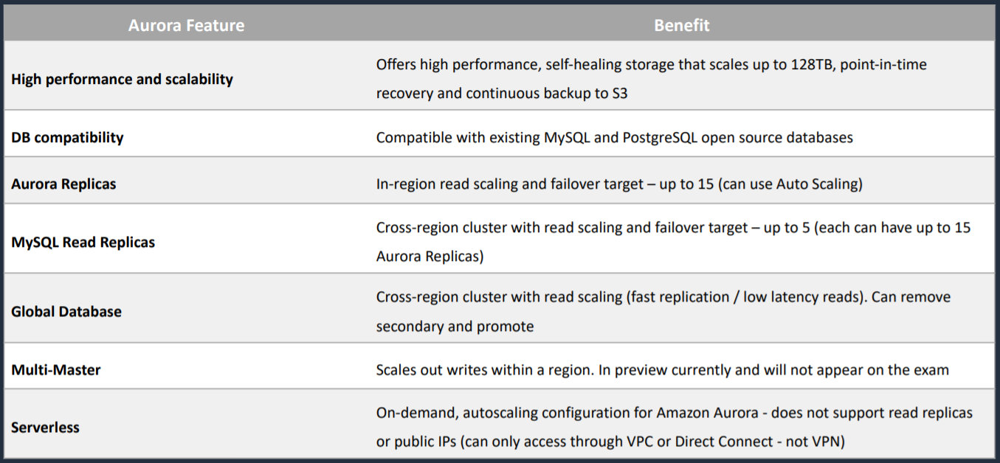 Aurora Feature
Benefit
High performance and scalability
Offers high performance, self-healing storage that scales up to 128TB, point-in-time
recovery and continuous backup to S3
DB compatibility
Compatible with existing MySQL and PostgreSQL open source databases
Aurora Replicas
In-region read scaling and failover target – up to 15 (can use Auto Scaling)
MySQL Read Replicas
Cross-region cluster with read scaling and failover target – up to 5 (each can have up to 15
Aurora Replicas)
Global Database
Cross-region cluster with read scaling (fast replication / low latency reads). Can remove
secondary and promote
Multi-Master
Scales out writes within a region. In preview currently and will not appear on the exam
Serverless
On-demand, autoscaling configuration for Amazon Aurora - does not support read replicas
or public IPs (can only access through VPC or Direct Connect - not VPN)